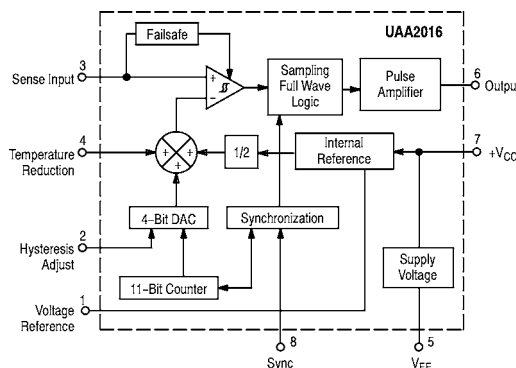 UAA2016
Failsafe
3
Sense Input
+
−
Sampling
Full Wave
Logic
Pulse
Amplifier
6
Output
4
Temperature
Reduction
+
+
+
1/2
Internal
Reference
7
+VCC
4−Bit DAC
Synchronization
2
Hysteresis
Adjust
11−Bit Counter
Supply
Voltage
1
Voltage
Reference
8
Sync
5
VEE